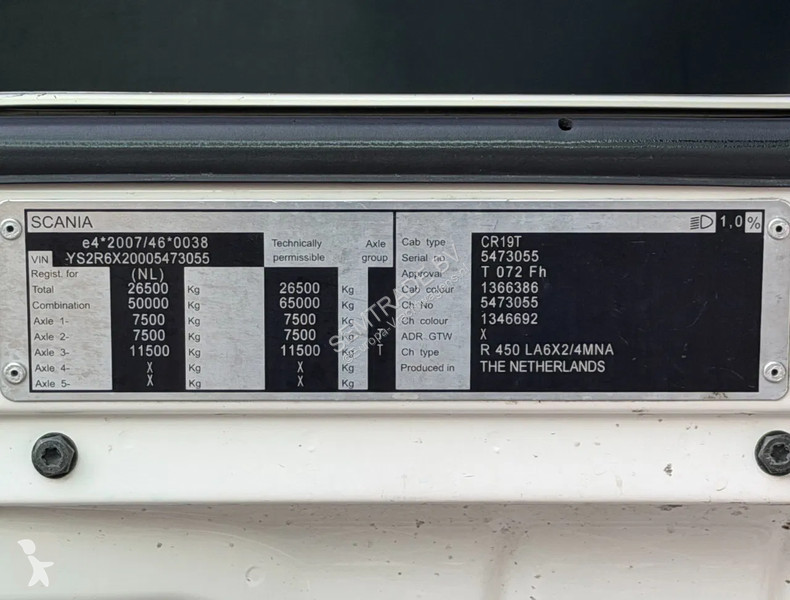 SCANIA
1,0 %
e4*2007/46*0038
VIN YS2R6X20005473055
Technically permissible
Axle group
Regist. for (NL)
Total 26500 Kg 26500 Kg
Combination 50000 Kg 65000 Kg
Axle 1- 7500 Kg 7500 Kg
Axle 2- 7500 Kg 7500 Kg
Axle 3- 11500 Kg 11500 Kg T
Axle 4- X Kg X Kg
Axle 5- X Kg X Kg
Cab type CR19T
Serial no 5473055
Approval T 072 Fh
Cab colour 1366386
Ch No 5473055
Ch colour 1346692
ADR. GTW X
Ch type R 450 LA6X2/4MNA
Produced in THE NETHERLANDS